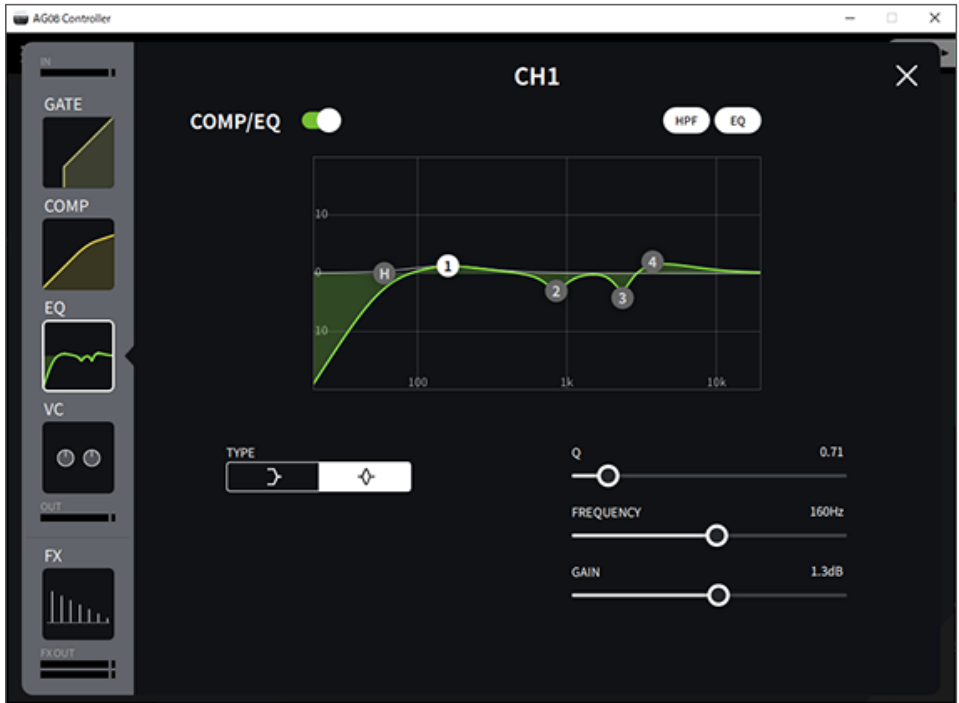 AG08 Controller
IN
GATE
COMP
EQ
VC
OUT
FX
FX OUT
CH1
COMP/EQ
HPF EQ
10
0
10
100 1k 10k
H 1 2 3 4
TYPE
Q 0.71
FREQUENCY 160Hz
GAIN 1.3dB